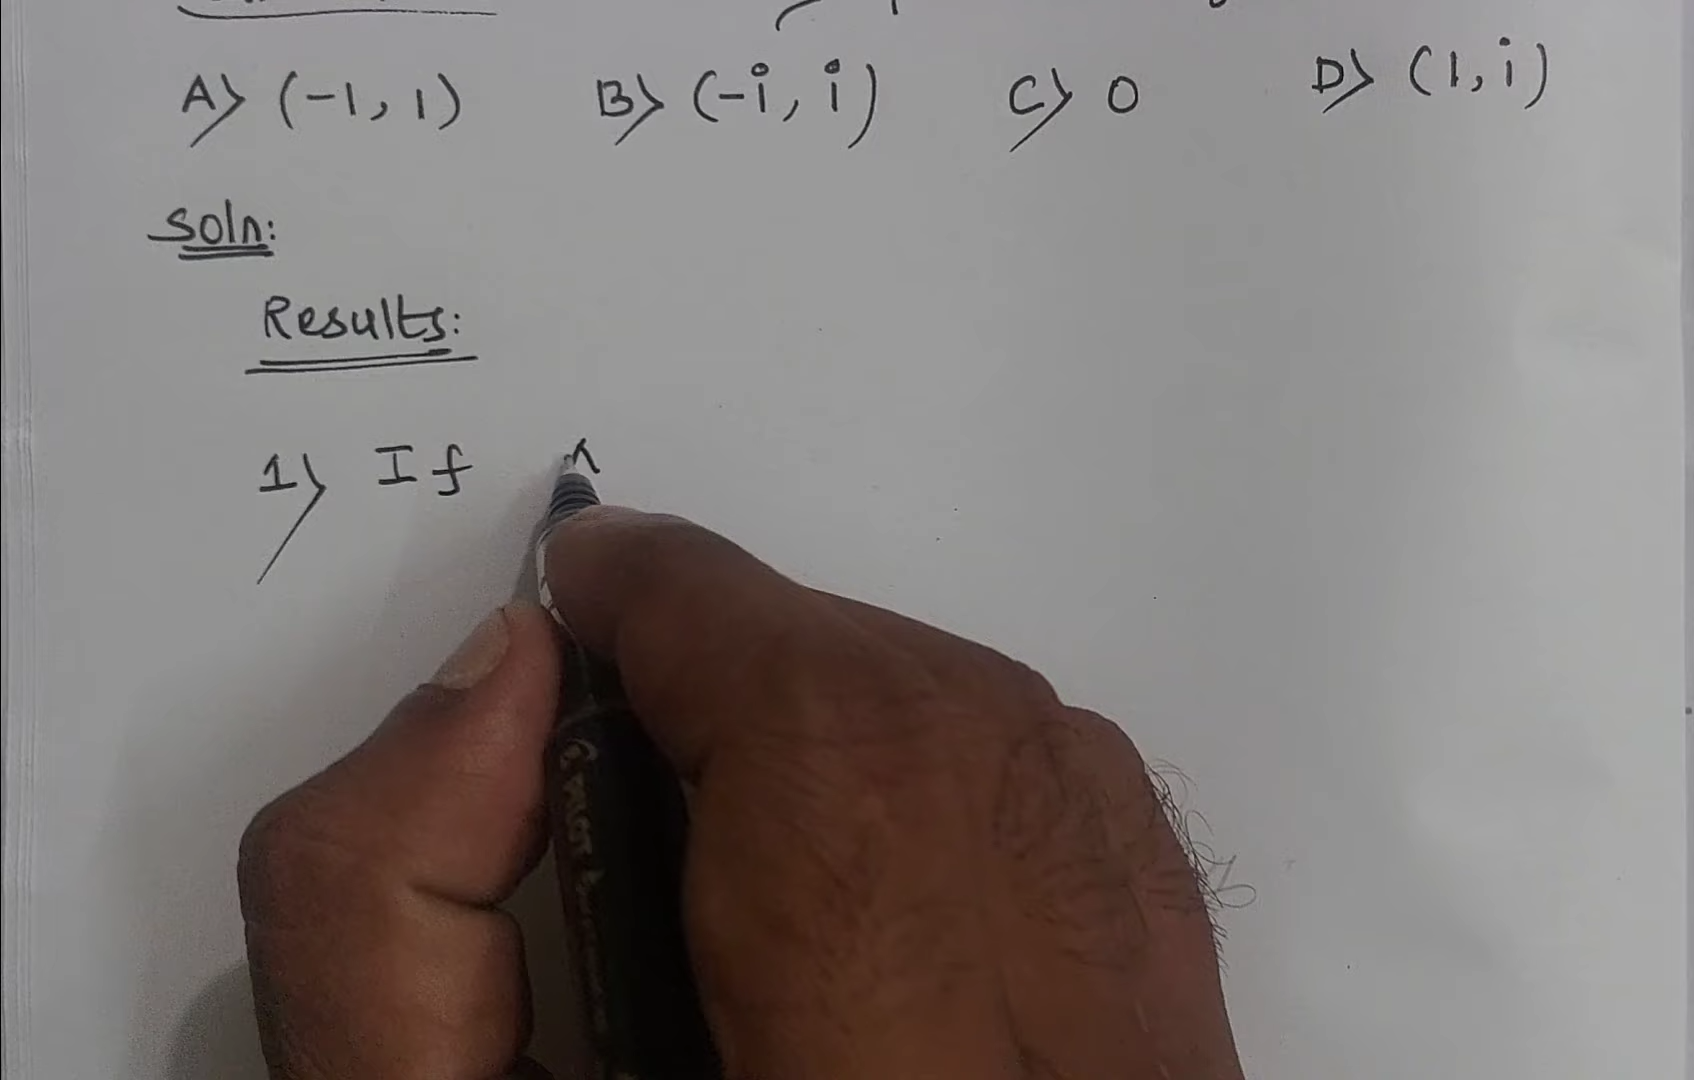 A) (-1, 1) B) (-i, i) C) 0 D) (1, i)
Soln:
Results:
1) If